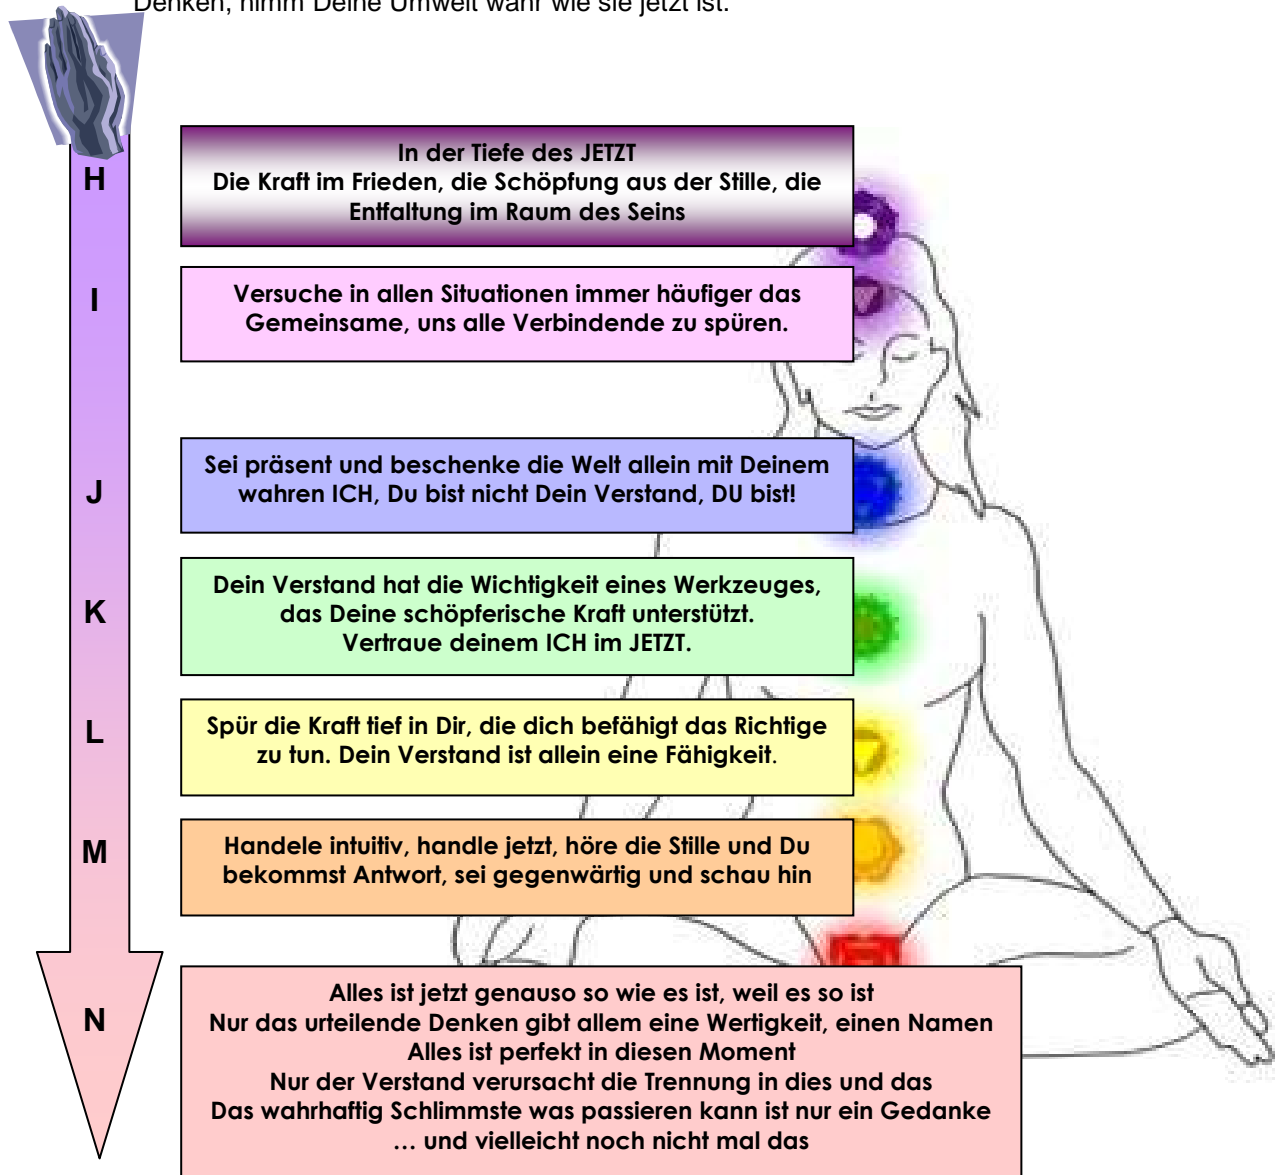 Denken, nimm Deine Umwelt wahr wie sie jetzt ist.
H
In der Tiefe des JETZT
Die Kraft im Frieden, die Schöpfung aus der Stille, die
Entfaltung im Raum des Seins
I
Versuche in allen Situationen immer häufiger das
Gemeinsame, uns alle Verbindende zu spüren.
J
Sei präsent und beschenke die Welt allein mit Deinem
wahren ICH, Du bist nicht Dein Verstand, DU bist!
K
Dein Verstand hat die Wichtigkeit eines Werkzeuges,
das Deine schöpferische Kraft unterstützt.
Vertraue deinem ICH im JETZT.
L
Spür die Kraft tief in Dir, die dich befähigt das Richtige
zu tun. Dein Verstand ist allein eine Fähigkeit.
M
Handele intuitiv, handle jetzt, höre die Stille und Du
bekommst Antwort, sei gegenwärtig und schau hin
N
Alles ist jetzt genauso so wie es ist, weil es so ist
Nur das urteilende Denken gibt allem eine Wertigkeit, einen Namen
Alles ist perfekt in diesen Moment
Nur der Verstand verursacht die Trennung in dies und das
Das wahrhaftig Schlimmste was passieren kann ist nur ein Gedanke
… und vielleicht noch nicht mal das